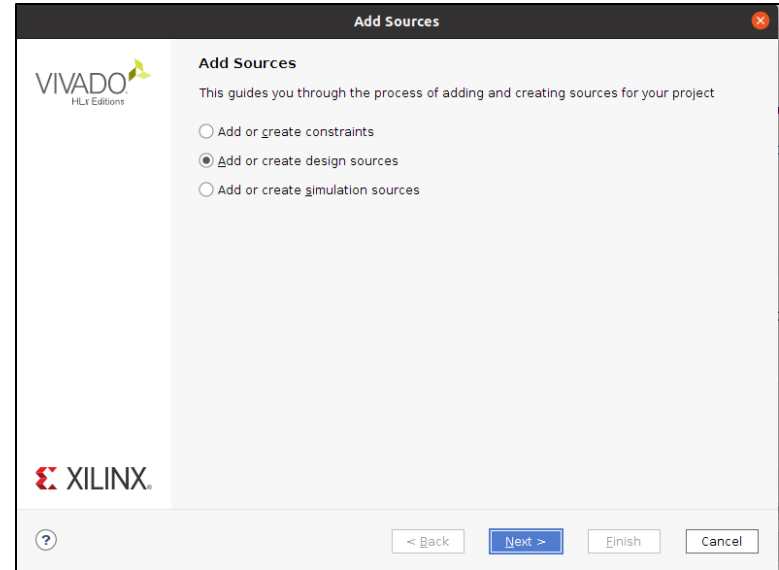 Add Sources
VIVADO
HLx Editions
Add Sources
This guides you through the process of adding and creating sources for your project
Add or create constraints
Add or create design sources
Add or create simulation sources
XILINX
?
< Back
Next >
Finish
Cancel